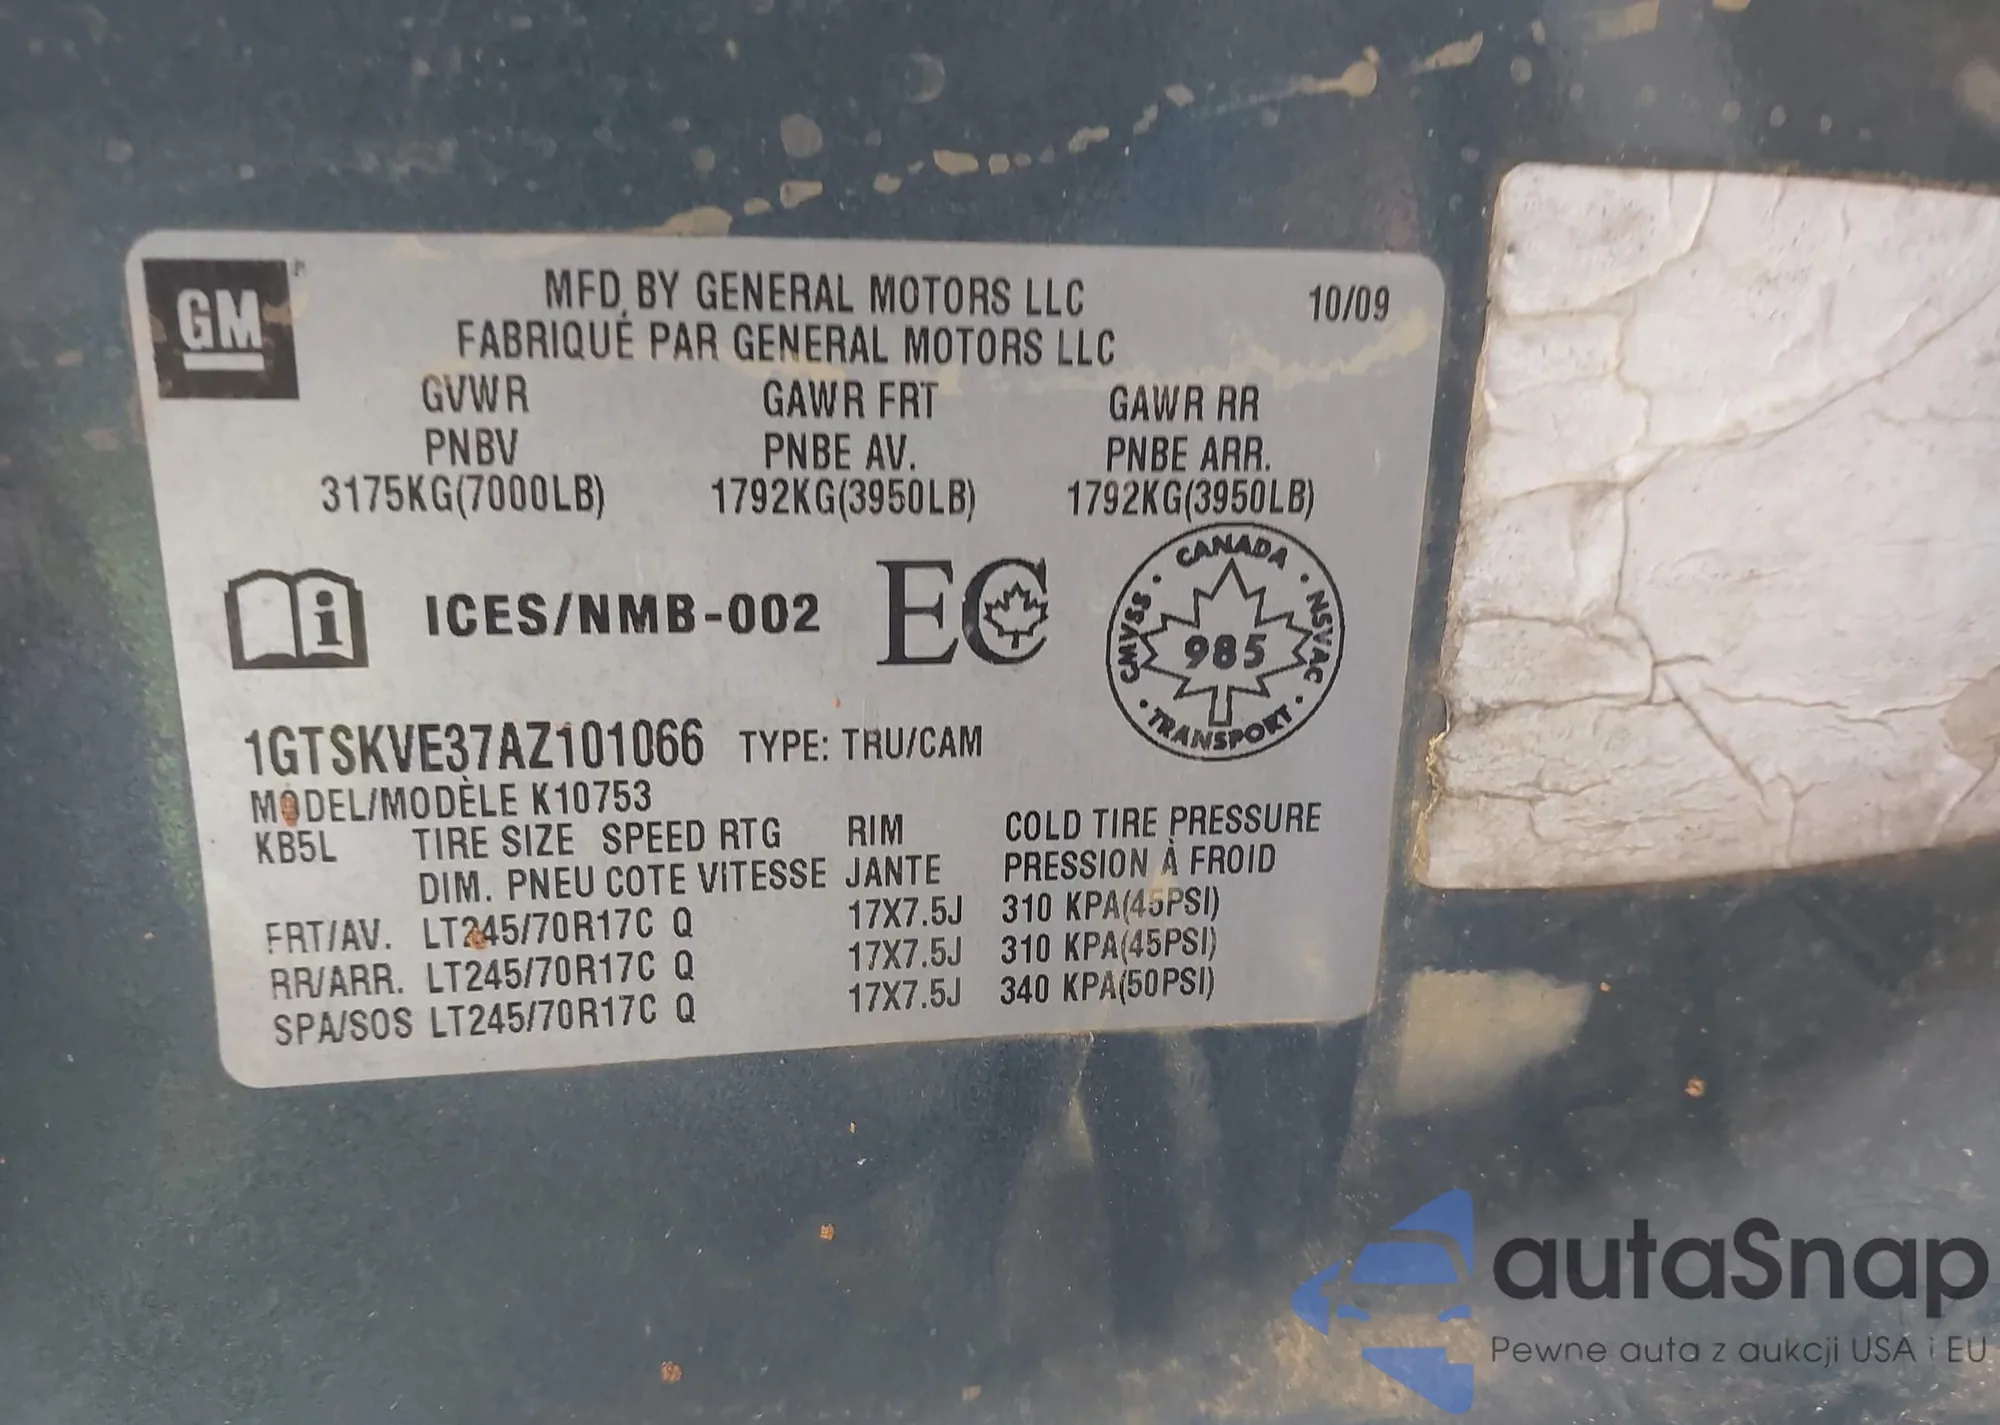 GM
MFD BY GENERAL MOTORS LLC 10/09
FABRIQUÉ PAR GENERAL MOTORS LLC
GVWR GAWR FRT GAWR RR
PNBV PNBE AV. PNBE ARR.
3175KG(7000LB) 1792KG(3950LB) 1792KG(3950LB)
i ICES/NMB-002 EC
CANADA · NSVAC · TRANSPORT · CMVSS ·
985
1GTSKVE37AZ101066 TYPE: TRU/CAM
MODEL/MODÈLE K10753
KB5L TIRE SIZE SPEED RTG RIM COLD TIRE PRESSURE
DIM. PNEU COTE VITESSE JANTE PRESSION À FROID
FRT/AV. LT245/70R17C Q 17X7.5J 310 KPA(45PSI)
RR/ARR. LT245/70R17C Q 17X7.5J 310 KPA(45PSI)
SPA/SOS LT245/70R17C Q 17X7.5J 340 KPA(50PSI)
autaSnap
Pewne auta z aukcji USA i EU